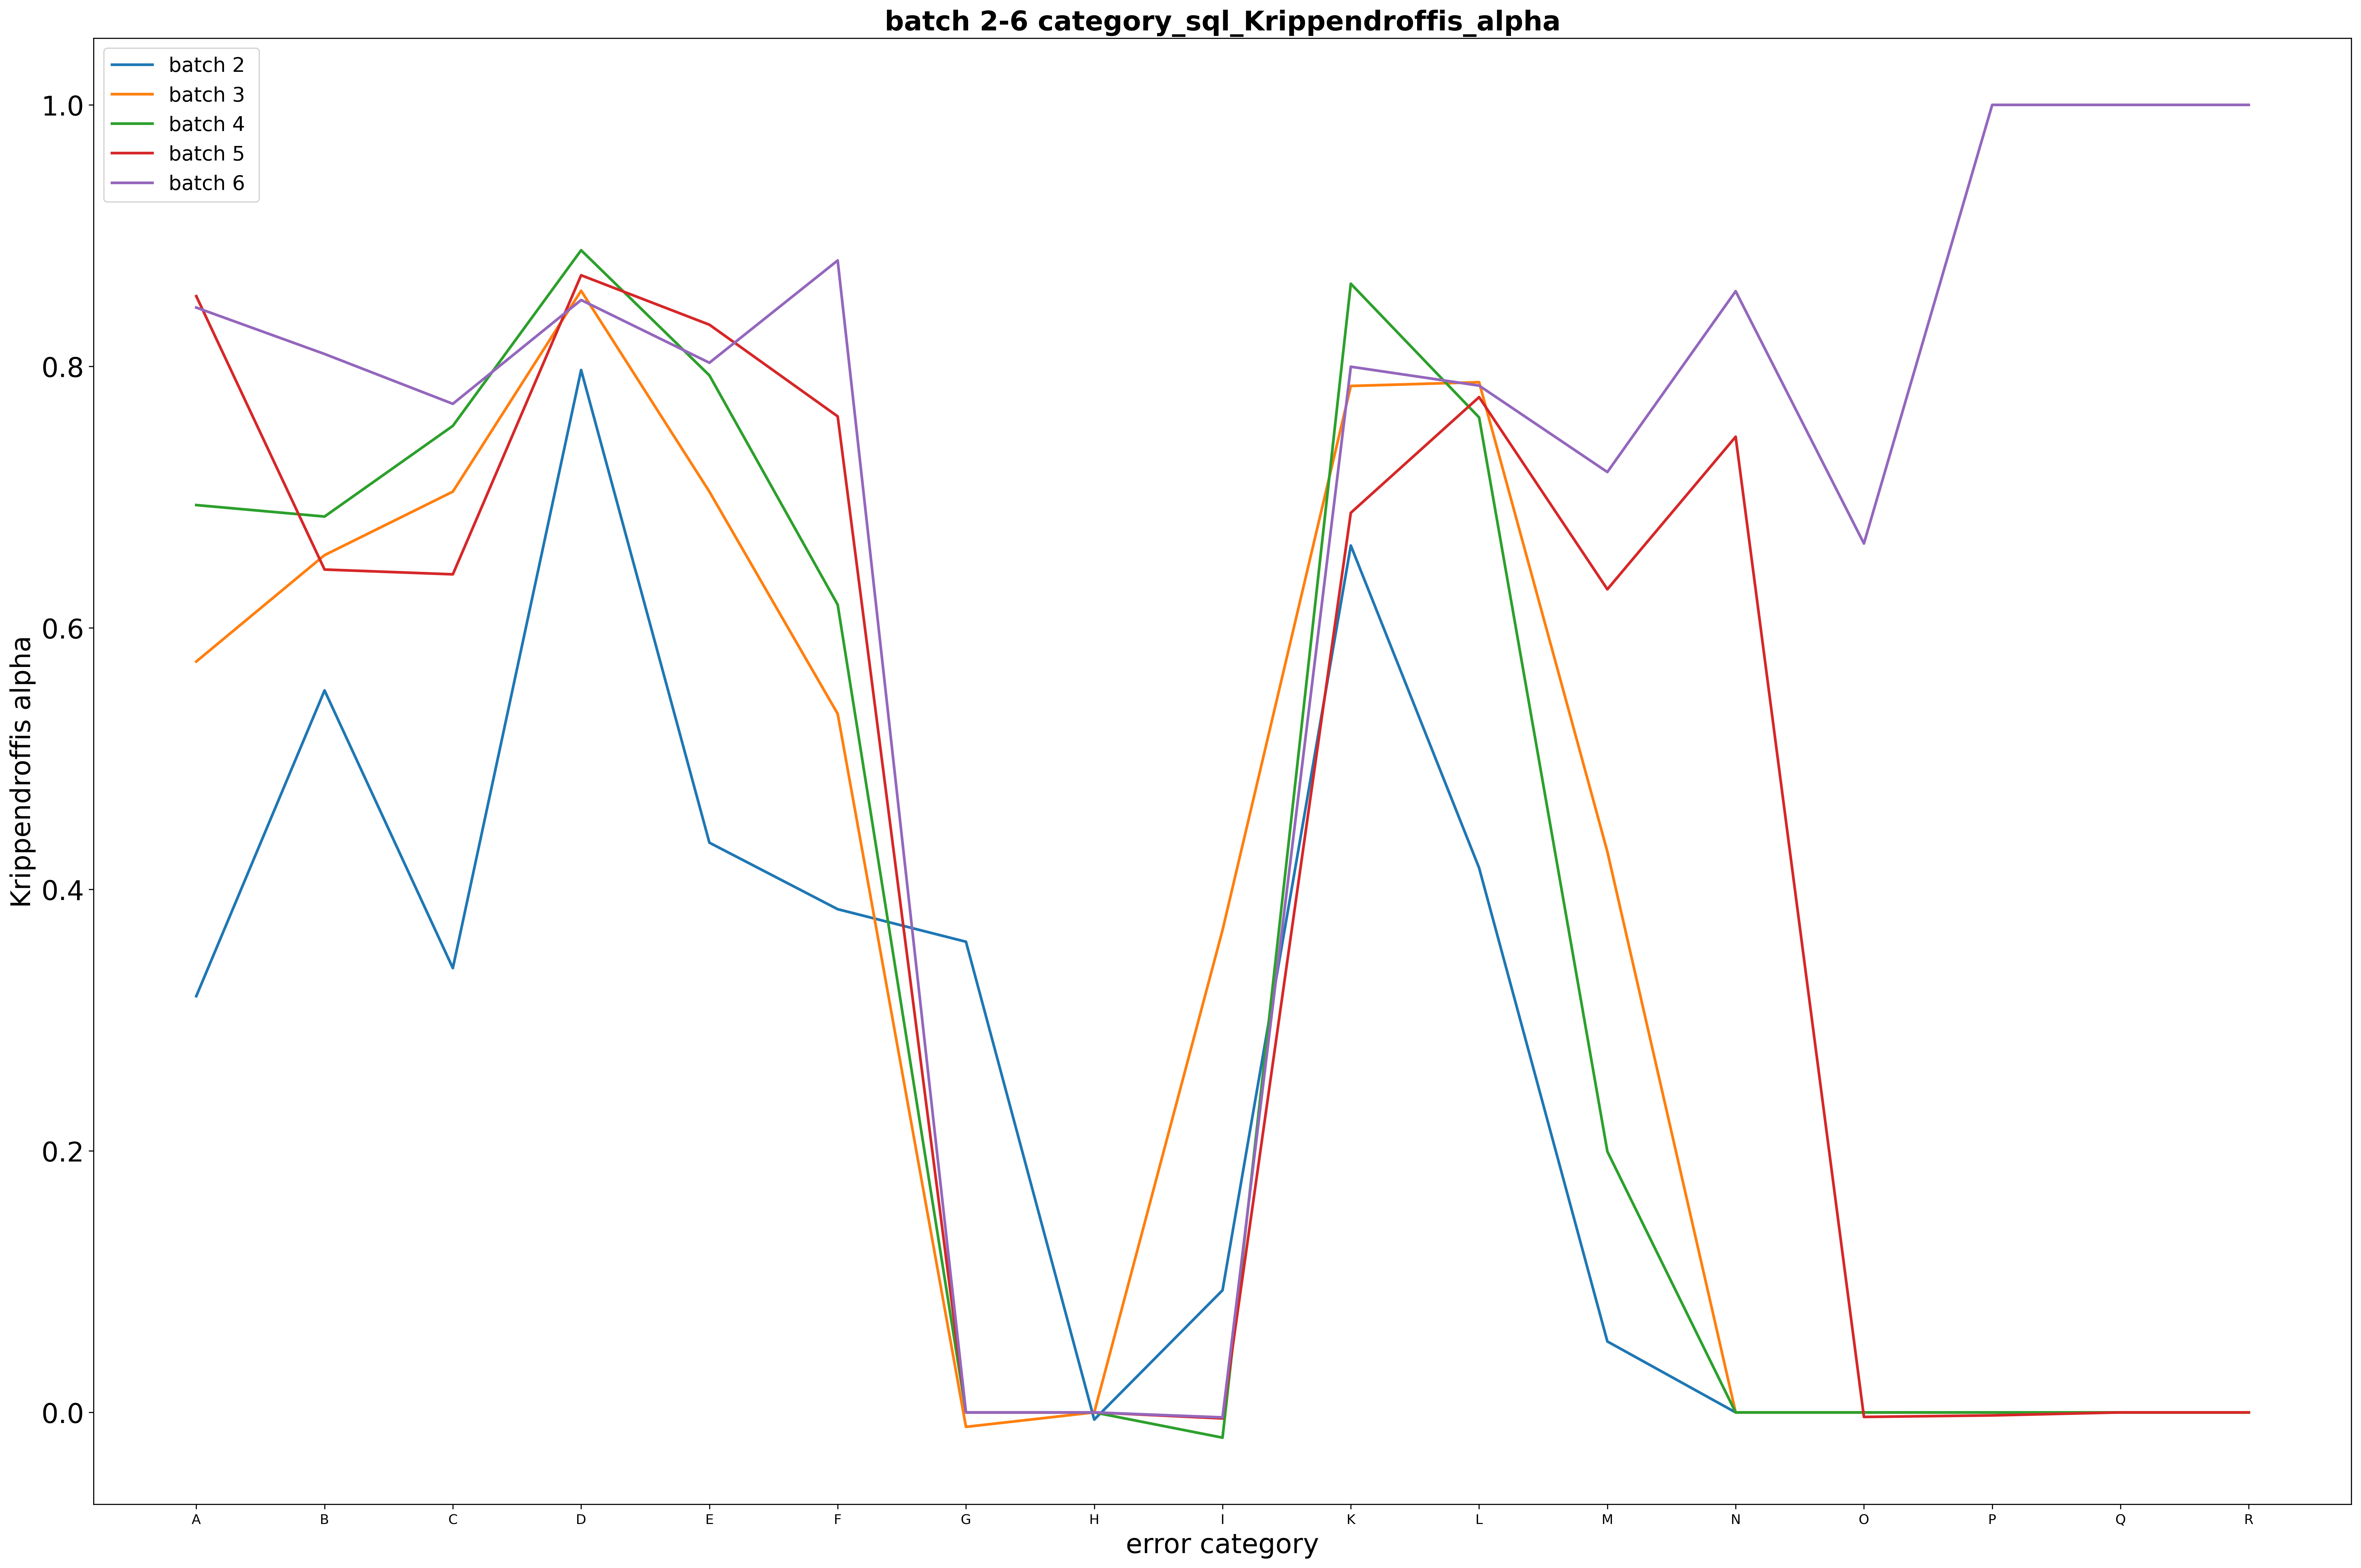 batch 2-6 category_sql_Krippendroffis_alpha
batch 2
batch 3
batch 4
batch 5
batch 6
Krippendroffis alpha
1.0
0.8
0.6
0.4
0.2
0.0
A B C D E F G H I K L M N O P Q R
error category